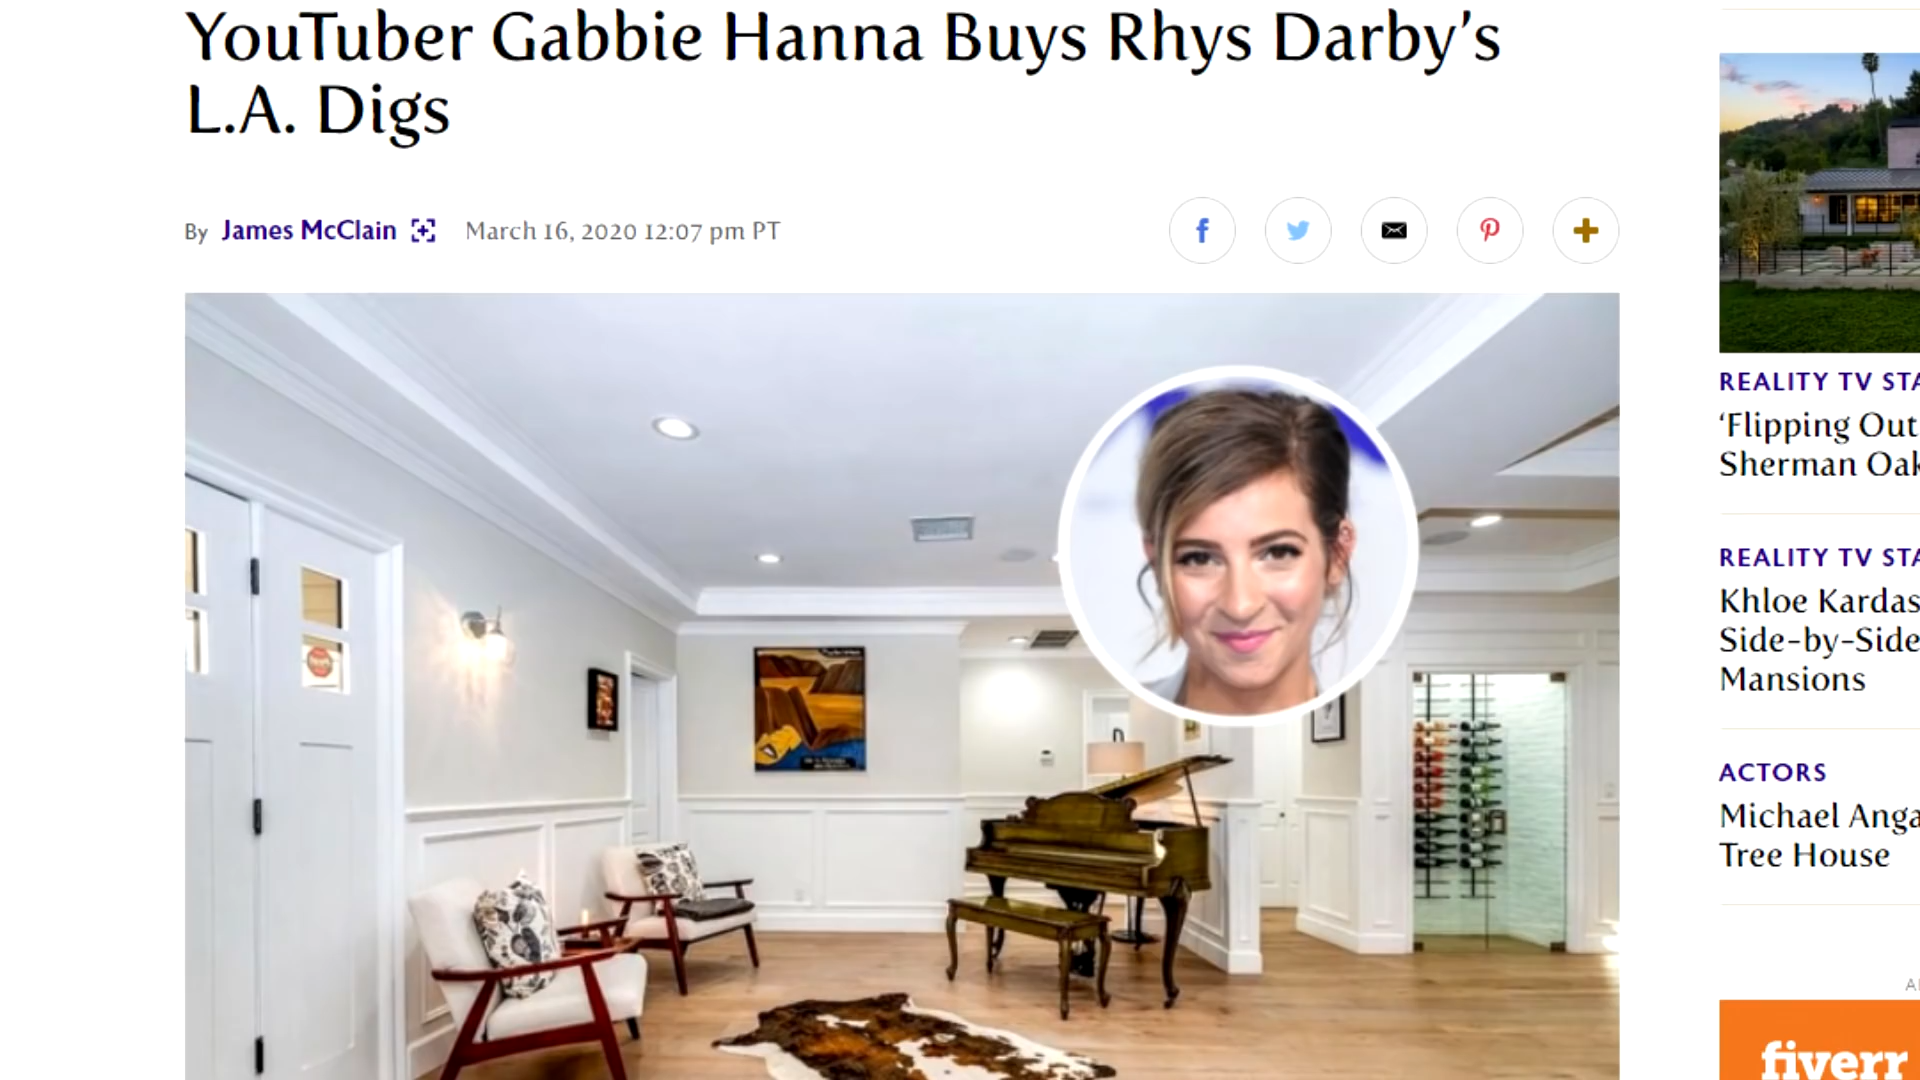 YouTuber Gabbie Hanna Buys Rhys Darby's
L.A. Digs
By James McClain March 16, 2020 12:07 pm PT
REALITY TV STA
'Flipping Out
Sherman Oak
REALITY TV STA
Khloe Kardas
Side-by-Side
Mansions
ACTORS
Michael Anga
Tree House
fiverr